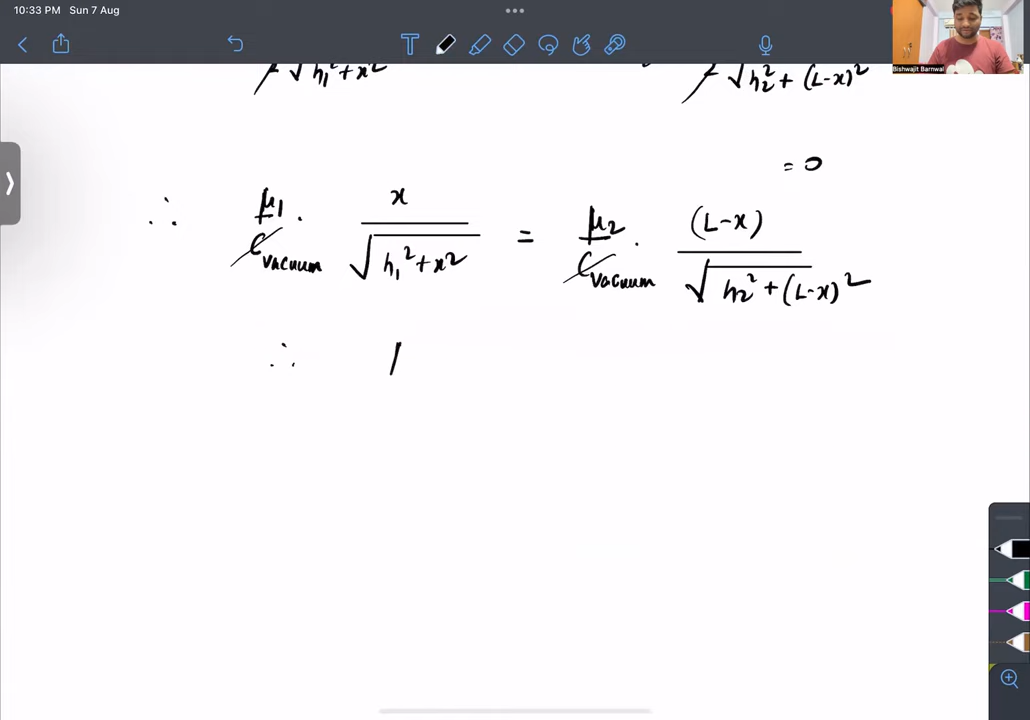 10:33 PM Sun 7 Aug
Bishwajit Barnwal
√h₁²+x² √h₂²+(L-x)²
= 0
∴ μ₁/C_vacuum · x/√(h₁²+x²) = μ₂/C_vacuum · (L-x)/√(h₂²+(L-x)²)
∴